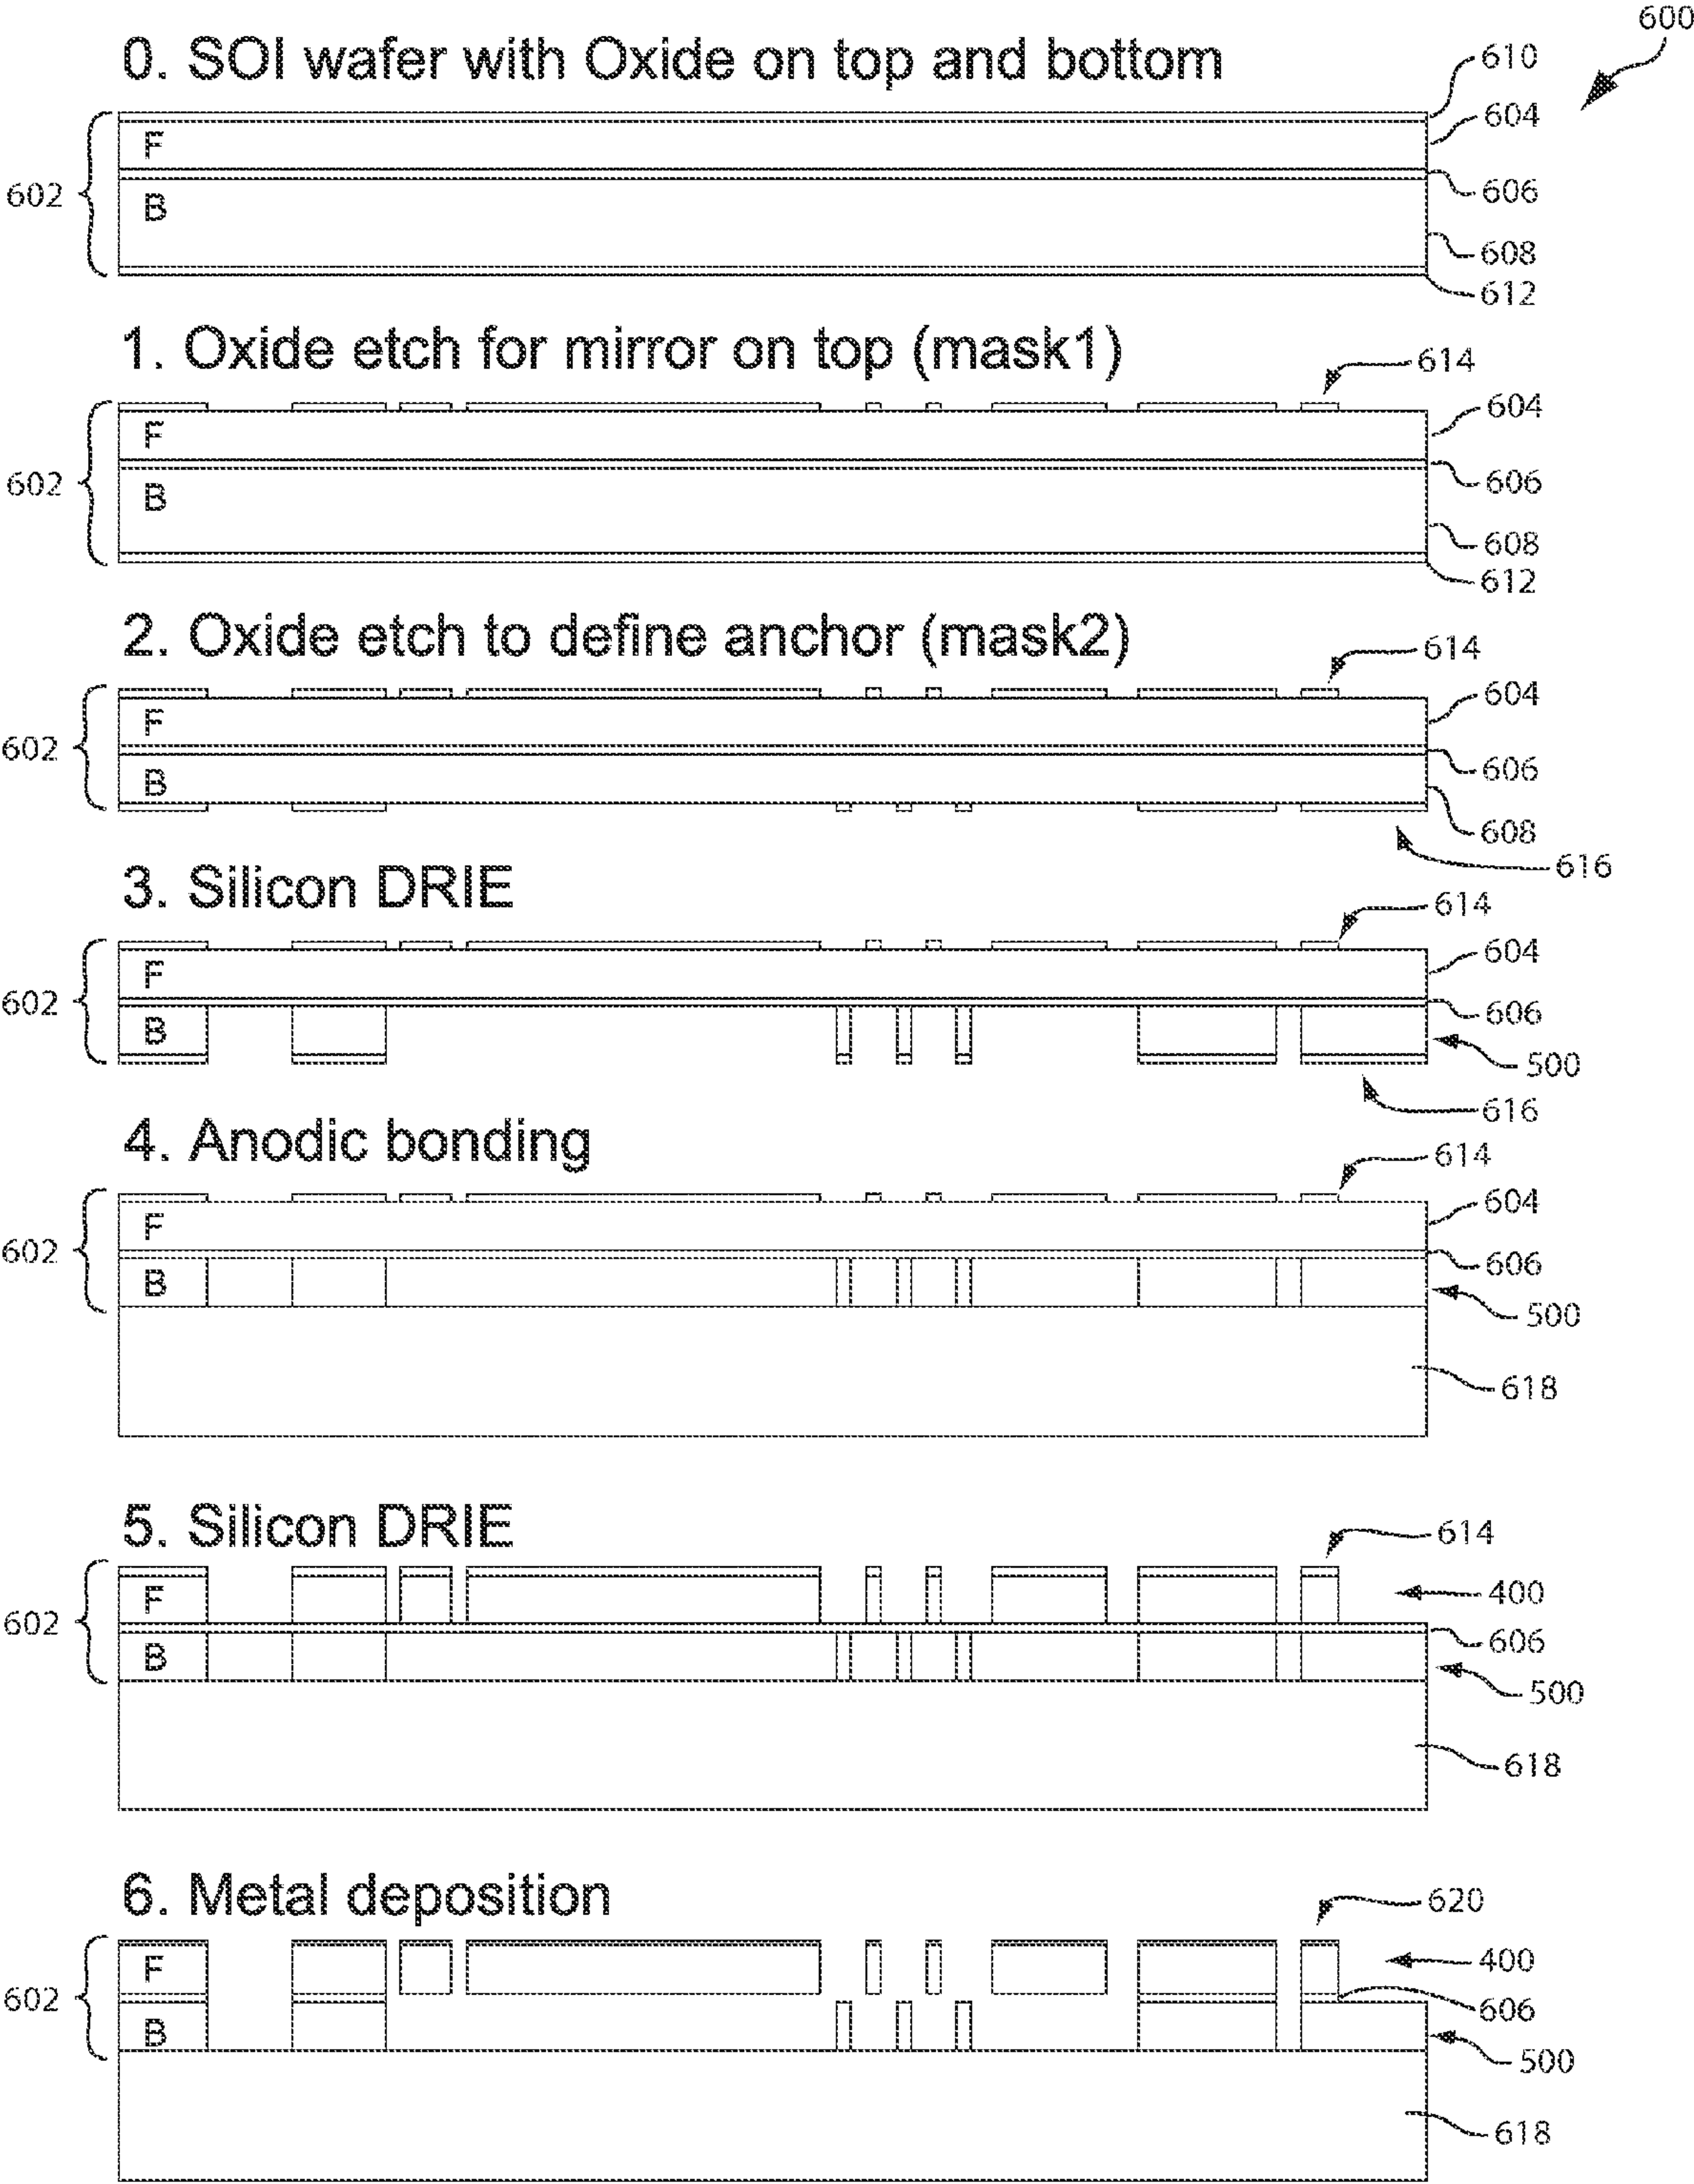 600
0. SOI wafer with Oxide on top and bottom
610
604
F
602
606
B
608
612
1. Oxide etch for mirror on top (mask1)
614
604
F
602
606
B
608
612
2. Oxide etch to define anchor (mask2)
614
604
F
602
606
B
608
616
3. Silicon DRIE
614
604
F
602
606
B
500
616
4. Anodic bonding
614
604
F
602
606
B
500
618
5. Silicon DRIE
614
F
400
602
606
B
500
618
6. Metal deposition
620
F
400
602
606
B
500
618